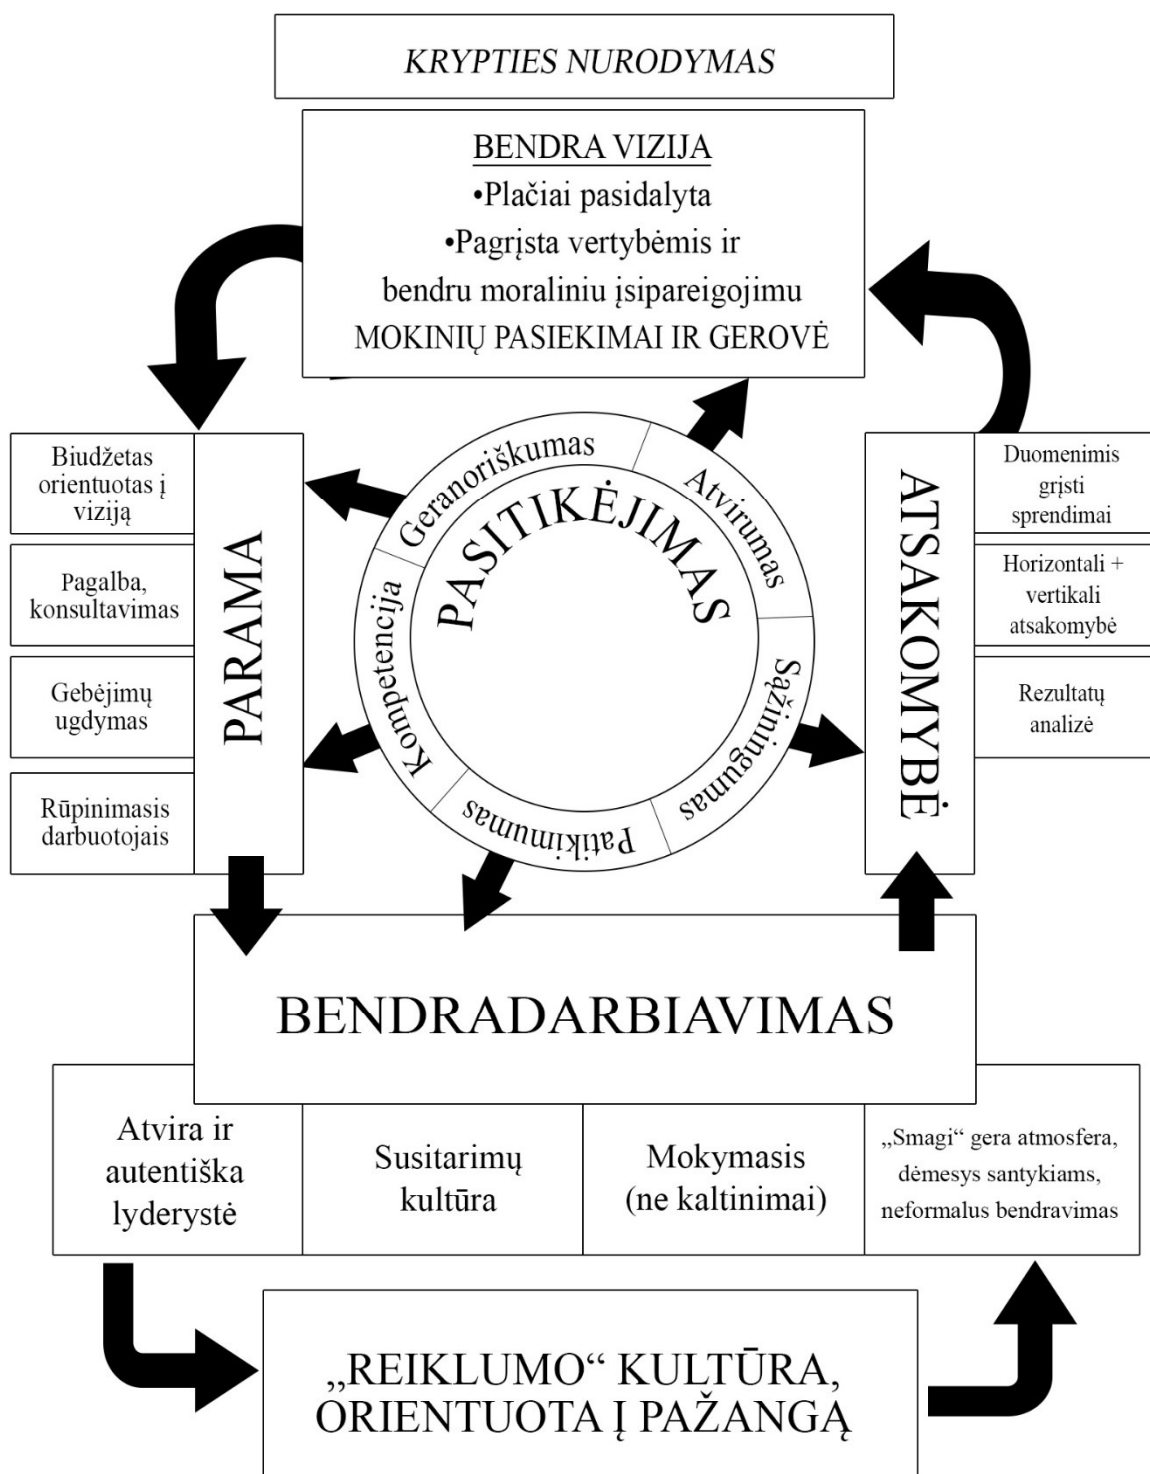 KRYPTIES NURODYMAS
BENDRA VIZIJA
•Plačiai pasidalyta
•Pagrįsta vertybėmis ir
bendru moraliniu įsipareigojimu
MOKINIŲ PASIEKIMAI IR GEROVĖ
Biudžetas
orientuotas į
viziją
Pagalba,
konsultavimas
Gebėjimų
ugdymas
Rūpinimasis
darbuotojais
PARAMA
Geranoriškumas
Atvirumas
Sąžiningumas
Patikimumas
Kompetencija
PASITIKĖJIMAS
ATSAKOMYBĖ
Duomenimis
grįsti
sprendimai
Horizontali +
vertikali
atsakomybė
Rezultatų
analizė
BENDRADARBIAVIMAS
Atvira ir
autentiška
lyderystė
Susitarimų
kultūra
Mokymasis
(ne kaltinimai)
„Smagi“ gera atmosfera,
dėmesys santykiams,
neformalus bendravimas
„REIKLUMO“ KULTŪRA,
ORIENTUOTA Į PAŽANGĄ